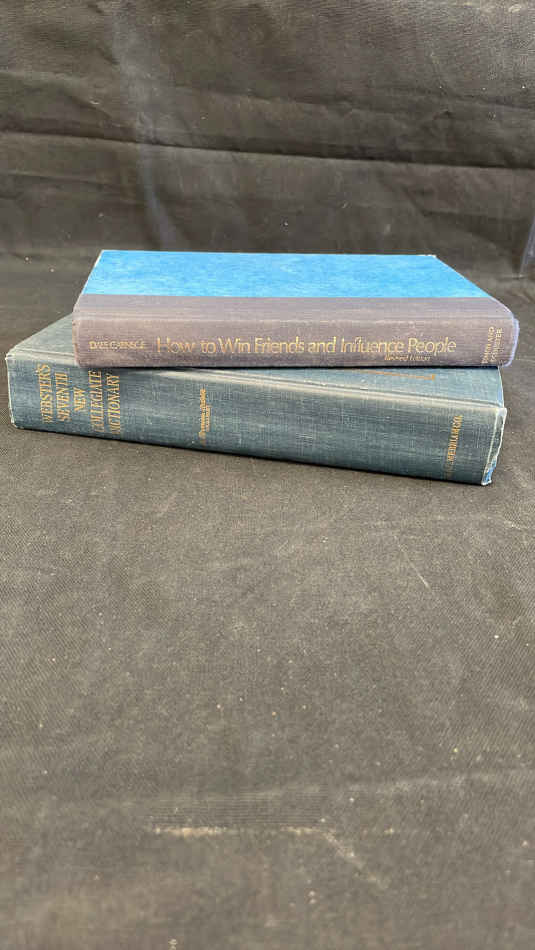 DALE CARNEGIE How to Win Friends and Influence People
Revised Edition
SIMON AND
SCHUSTER
WEBSTER'S
SEVENTH
NEW
COLLEGIATE
DICTIONARY
MERRIAM CO.